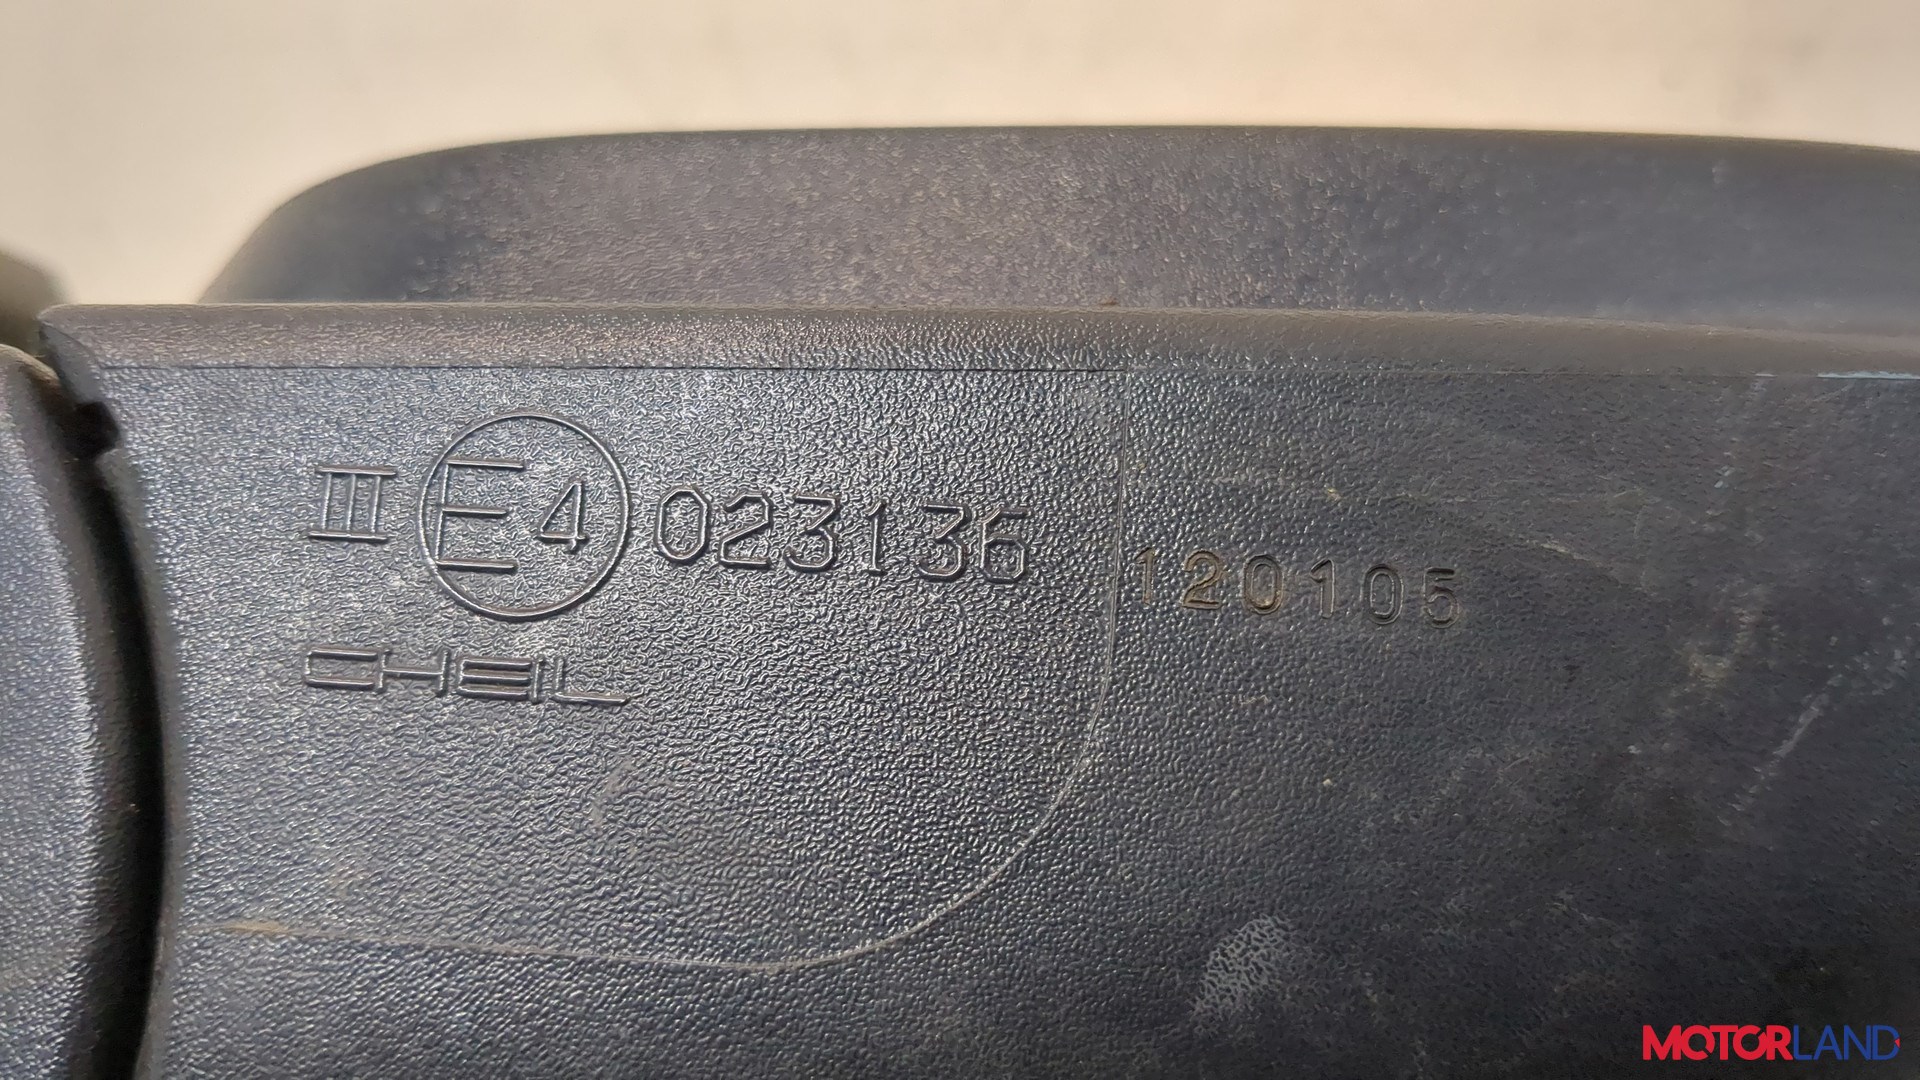 III E4 023136
120105
CHEIL
MOTORLAND